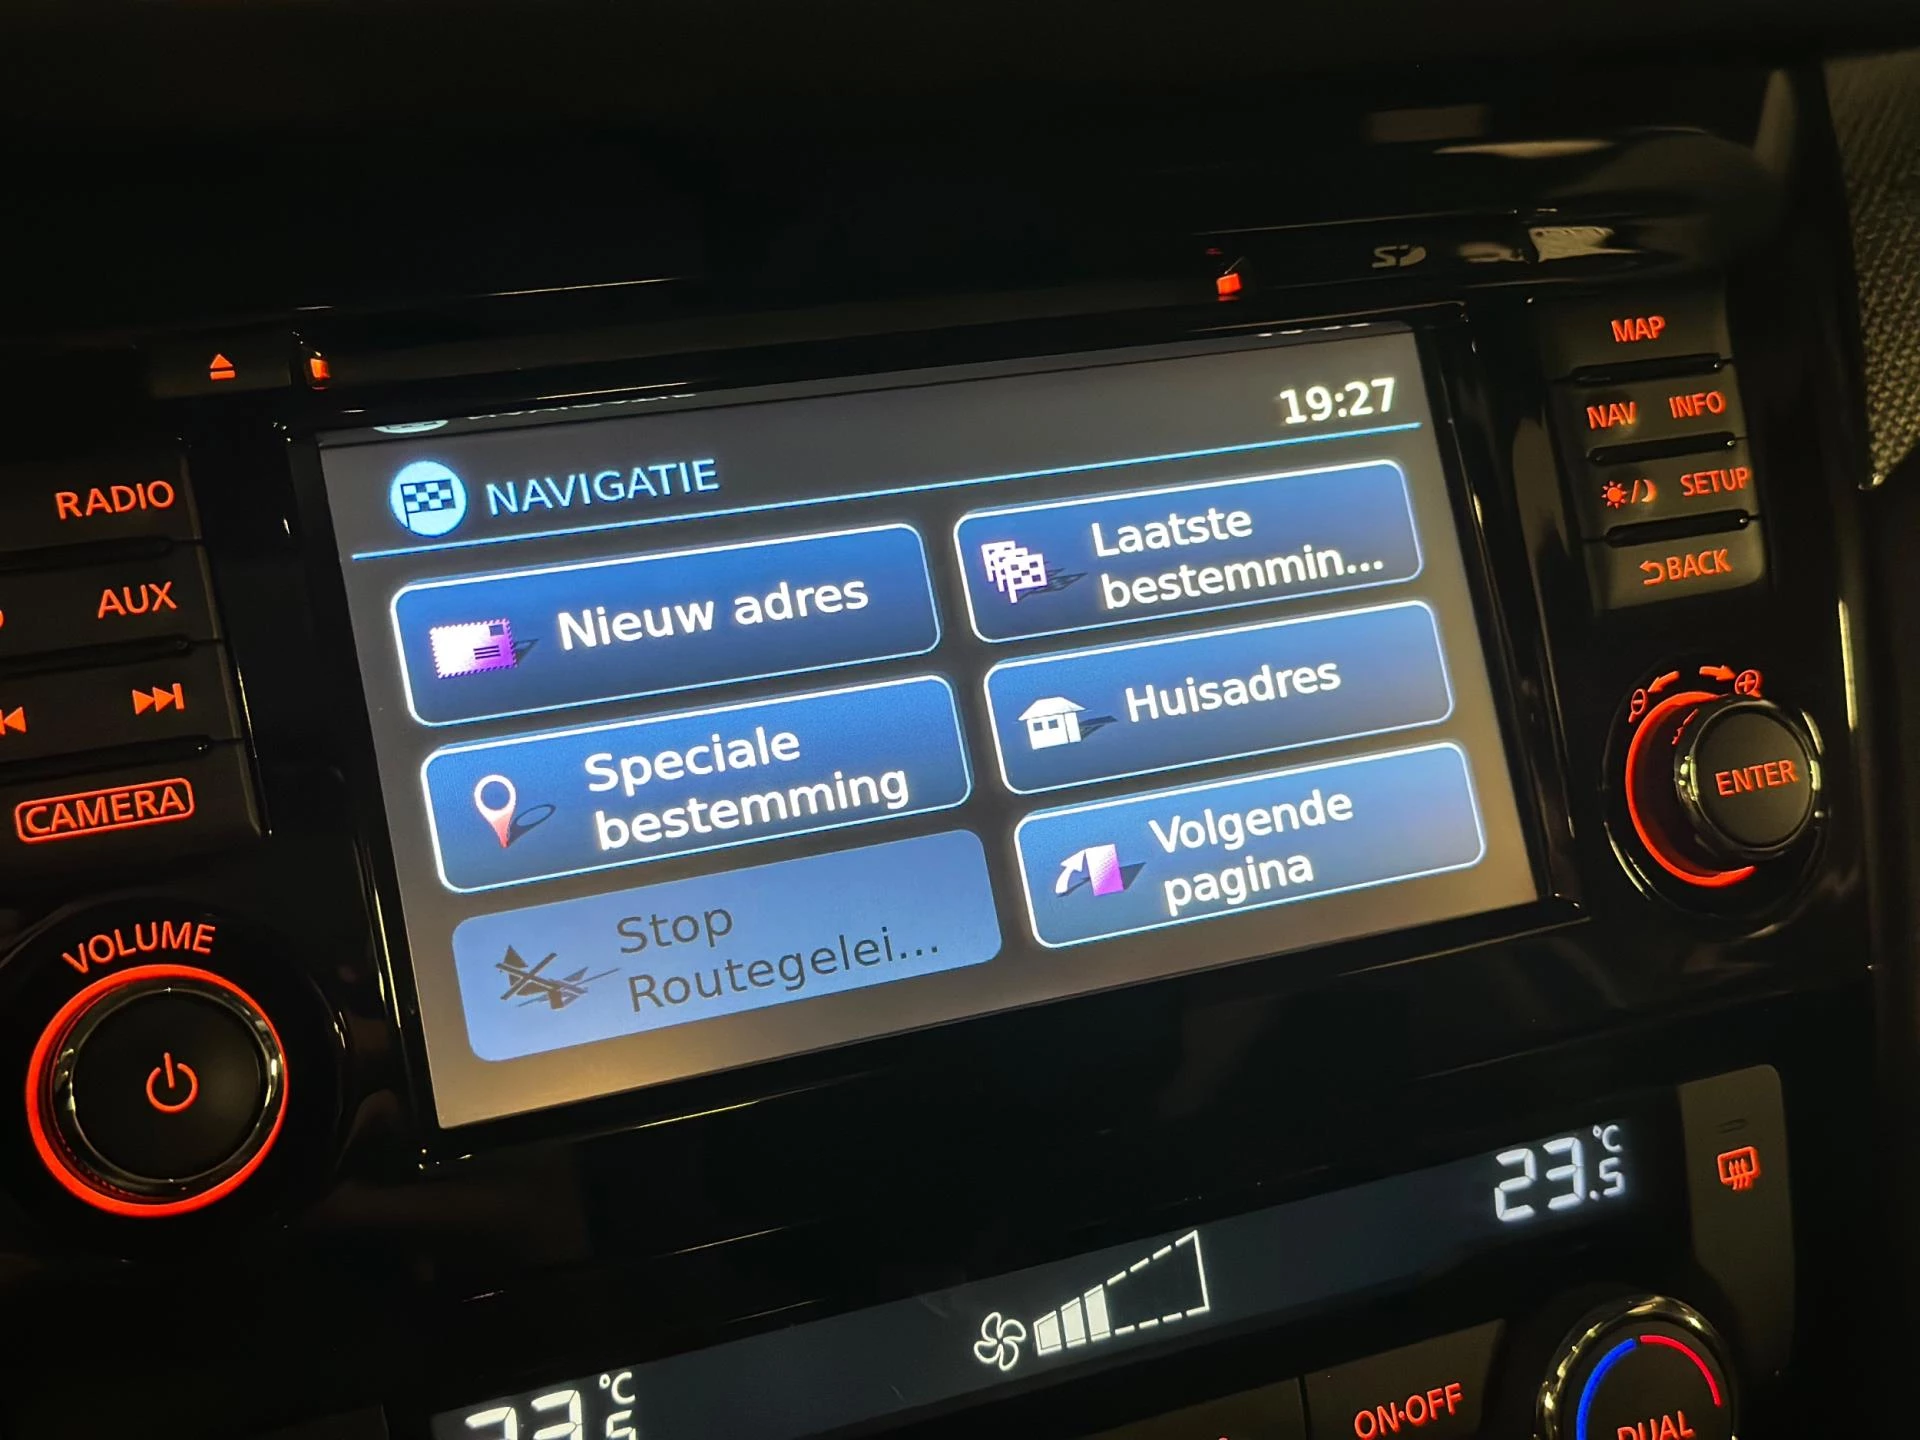 MAP
NAV INFO
SETUP
BACK
RADIO
AUX
CAMERA
VOLUME
19:27
NAVIGATIE
Nieuw adres
Laatste
bestemmin...
Speciale
bestemming
Huisadres
Stop
Routegelei...
Volgende
pagina
ENTER
23.5 °C
°C
ON•OFF
DUAL